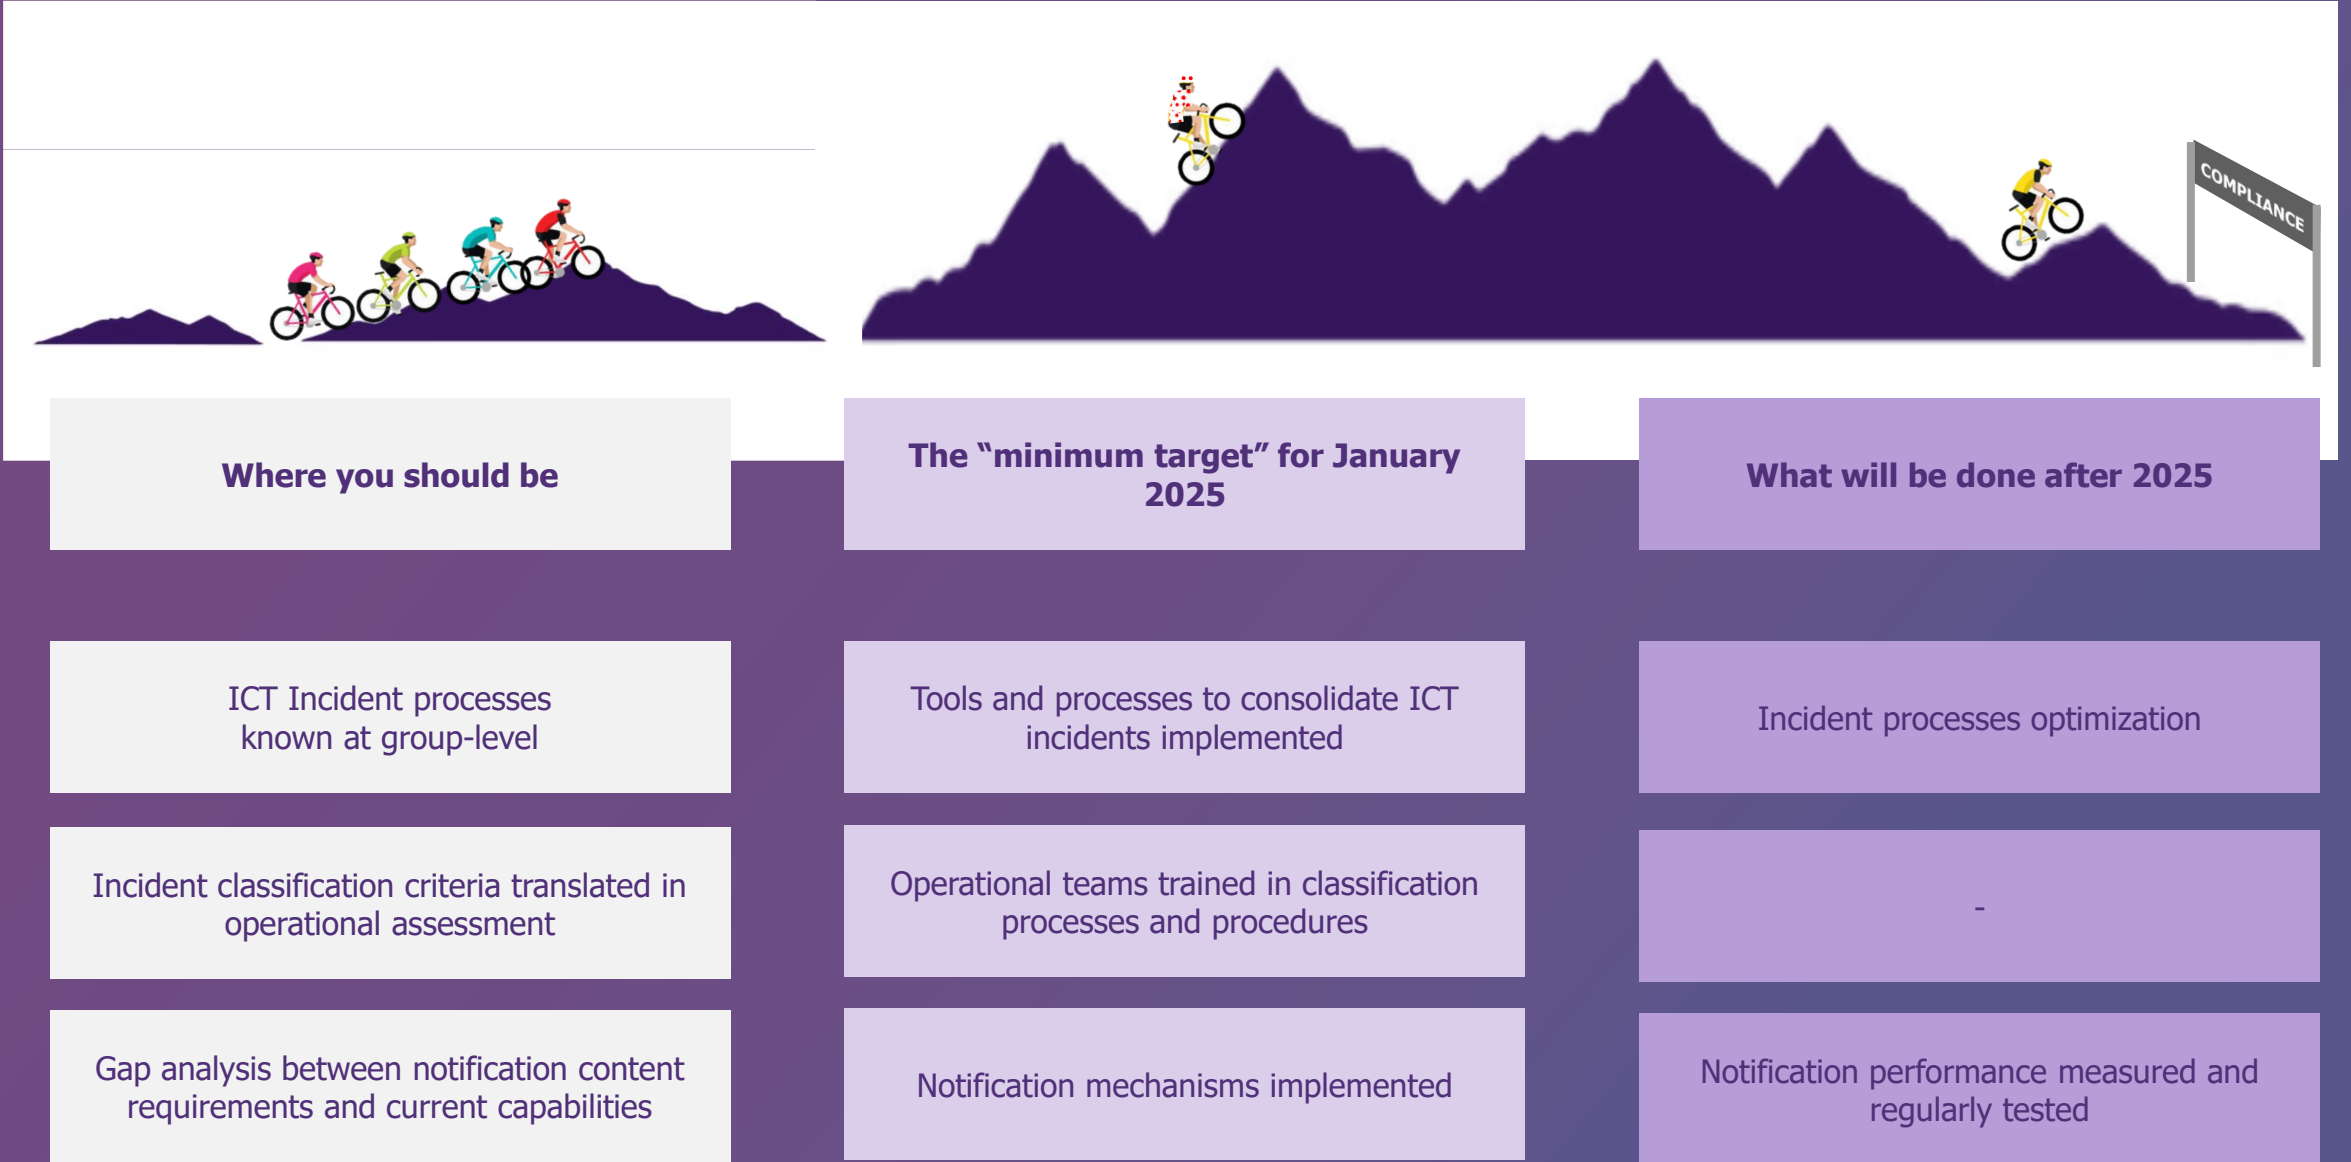 COMPLIANCE
Where you should be
The “minimum target” for January
2025
What will be done after 2025
ICT Incident processes
known at group-level
Tools and processes to consolidate ICT
incidents implemented
Incident processes optimization
Incident classification criteria translated in
operational assessment
Operational teams trained in classification
processes and procedures
-
Gap analysis between notification content
requirements and current capabilities
Notification mechanisms implemented
Notification performance measured and
regularly tested